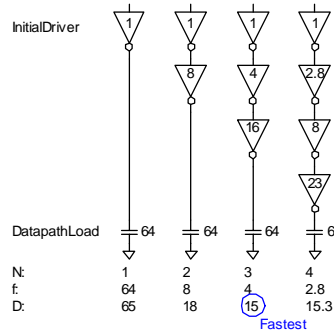 InitialDriver 1 1 1 1
8 4 2.8
16 8
23
DatapathLoad 64 64 64 6
N: 1 2 3 4
f: 64 8 4 2.8
D: 65 18 15 15.3
Fastest